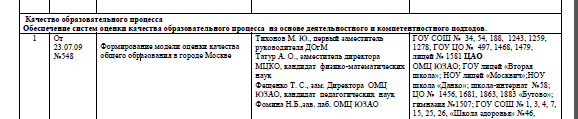 Качество образовательного процесса
Обеспечение систем оценки качества образовательного процесса на основе деятельностного и компетентностного подходов.
1
От
23.07.09
№548
Формирование модели оценки качества
общего образования в городе Москве
Тихонов М. Ю., первый заместитель
руководителя ДОгМ
Татур А. О., заместитель директора
МЦКО, кандидат физико-математических
наук
Фещенко Т. С., зам. Директора ОМЦ
ЮЗАО, кандидат педагогических наук
Фомина Н.Б.,зав. лаб. ОМЦ ЮЗАО
ГОУ СОШ № 34, 54, 188, 1243, 1259,
1278, ГОУ ЦО № 497, 1468, 1479,
лицей № 1581 ЦАО
ОМЦ ЮЗАО; ГОУ лицей «Вторая
школа»; НОУ лицей «Москвич»;НОУ
школа «Данко»; школа-интернат №58;
ЦО № 1456, 1681, 1863, 1883 «Бутово»;
гимназия №1507; ГОУ СОШ № 1, 3, 4, 7,
15, 25, 26, «Школа здоровья» №46,